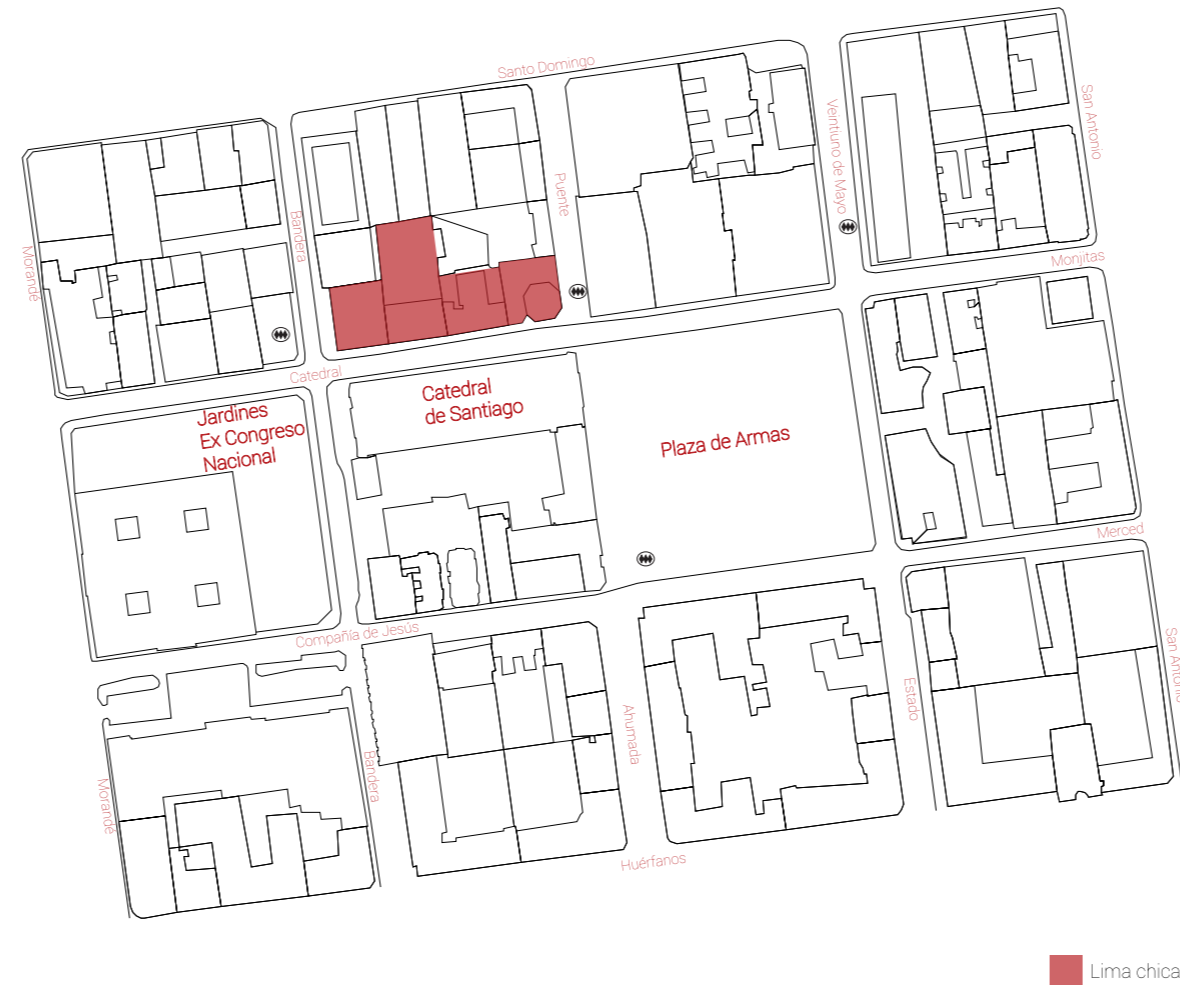 Santo Domingo
San Antonio
Veintiuno de Mayo
Puente
Bandera
Morandé
Monjitas
Catedral
Catedral
de Santiago
Jardines
Ex Congreso
Nacional
Plaza de Armas
Merced
Compañía de Jesús
San Antonio
Estado
Ahumada
Bandera
Morandé
Huérfanos
Lima chica